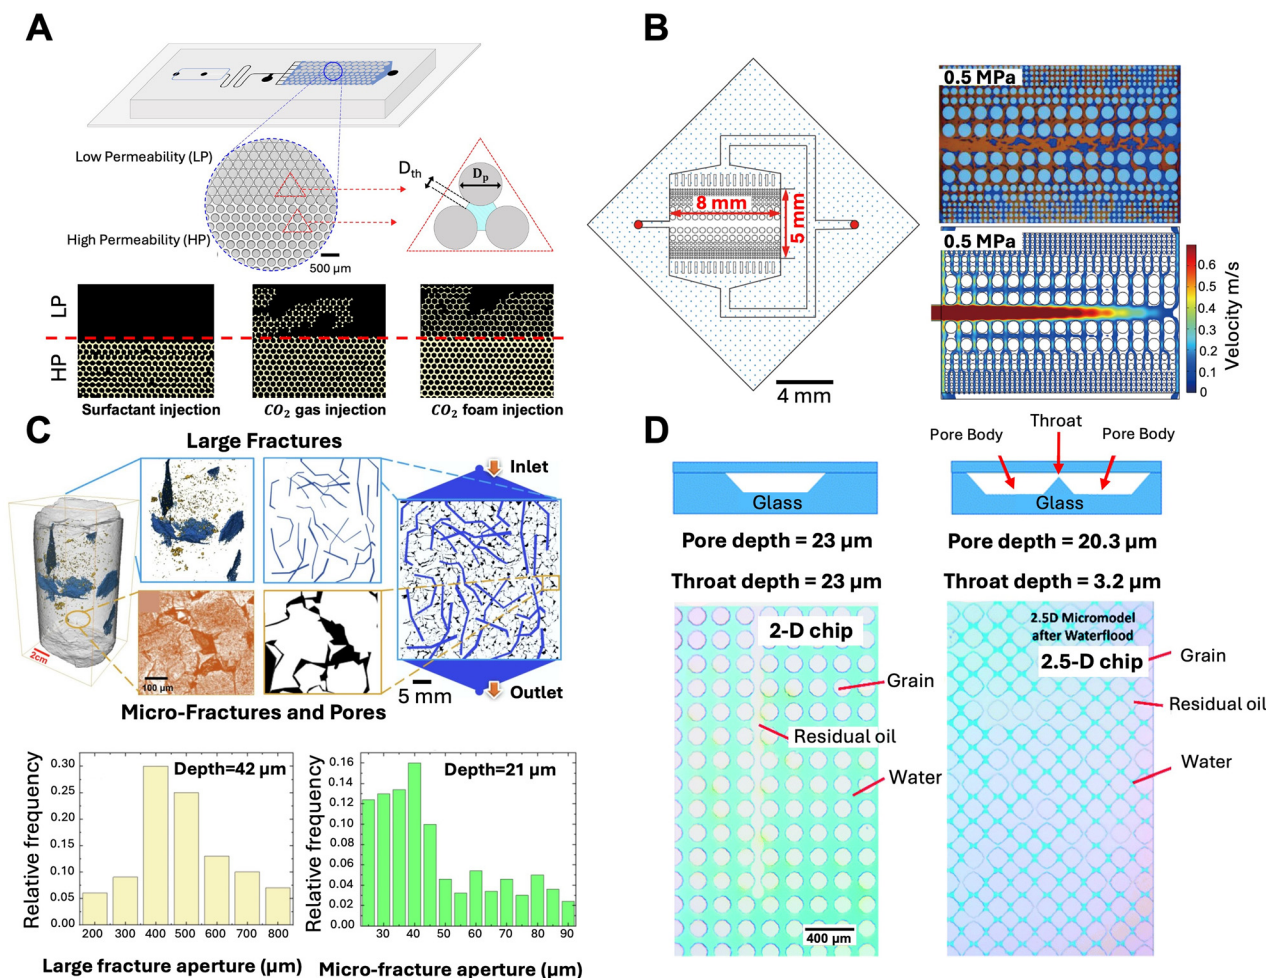 A
Low Permeability (LP)
High Permeability (HP)
500 µm
Dth
Dp
LP
HP
Surfactant injection
CO2 gas injection
CO2 foam injection
B
8 mm
5 mm
4 mm
0.5 MPa
0.5 MPa
0.6
0.5
0.4
0.3
0.2
0.1
0
Velocity m/s
C
Large Fractures
Inlet
2cm
100 µm
5 mm
Outlet
Micro-Fractures and Pores
Relative frequency
0.30
0.25
0.20
0.15
0.10
0.05
0.00
Depth=42 µm
200 300 400 500 600 700 800
Large fracture aperture (µm)
Relative frequency
0.16
0.14
0.12
0.10
0.08
0.06
0.04
0.02
0.00
Depth=21 µm
30 40 50 60 70 80 90
Micro-fracture aperture (µm)
D
Throat
Pore Body
Pore Body
Glass
Glass
Pore depth = 23 µm
Pore depth = 20.3 µm
Throat depth = 23 µm
Throat depth = 3.2 µm
2-D chip
Grain
Residual oil
Water
400 µm
2.5D Micromodel
after Waterflood
2.5-D chip
Grain
Residual oil
Water